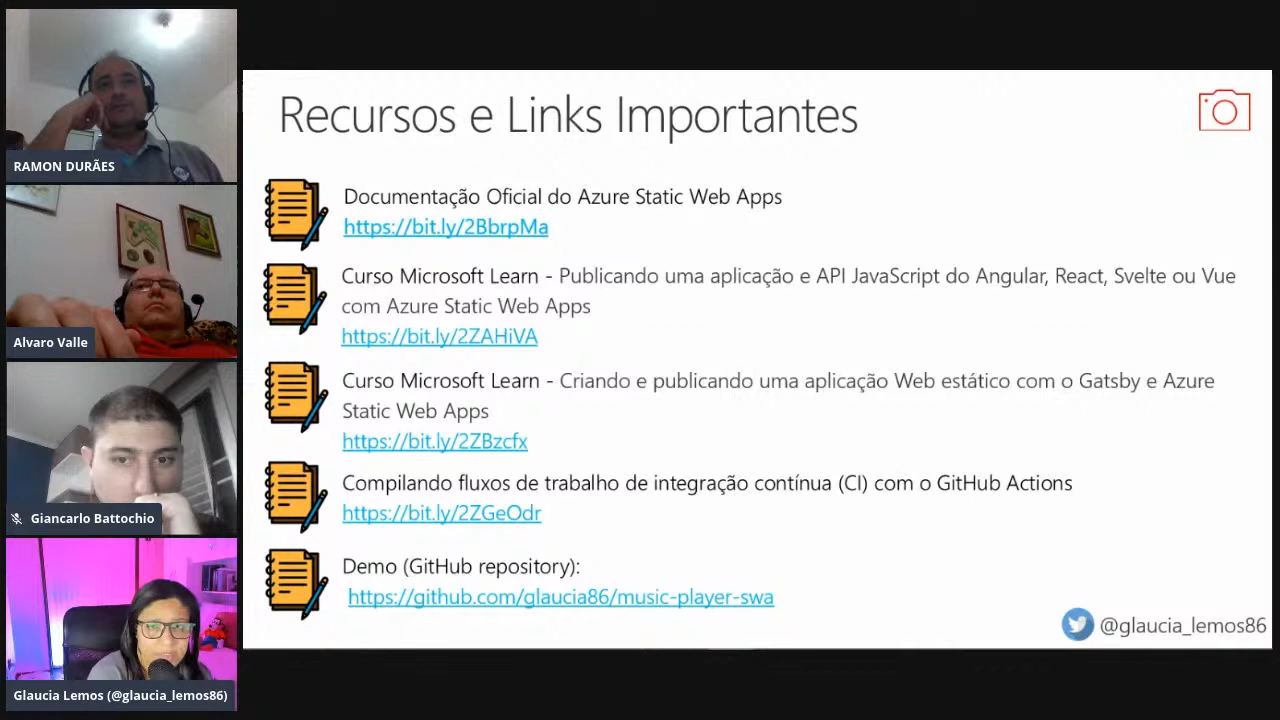 RAMON DURÃES
Alvaro Valle
Giancarlo Battochio
Glaucia Lemos (@glaucia_lemos86)
Recursos e Links Importantes
Documentação Oficial do Azure Static Web Apps
https://bit.ly/2BbrpMa
Curso Microsoft Learn - Publicando uma aplicação e API JavaScript do Angular, React, Svelte ou Vue
com Azure Static Web Apps
https://bit.ly/2ZAHiVA
Curso Microsoft Learn - Criando e publicando uma aplicação Web estático com o Gatsby e Azure
Static Web Apps
https://bit.ly/2ZBzcfx
Compilando fluxos de trabalho de integração contínua (CI) com o GitHub Actions
https://bit.ly/2ZGeOdr
Demo (GitHub repository):
https://github.com/glaucia86/music-player-swa
@glaucia_lemos86